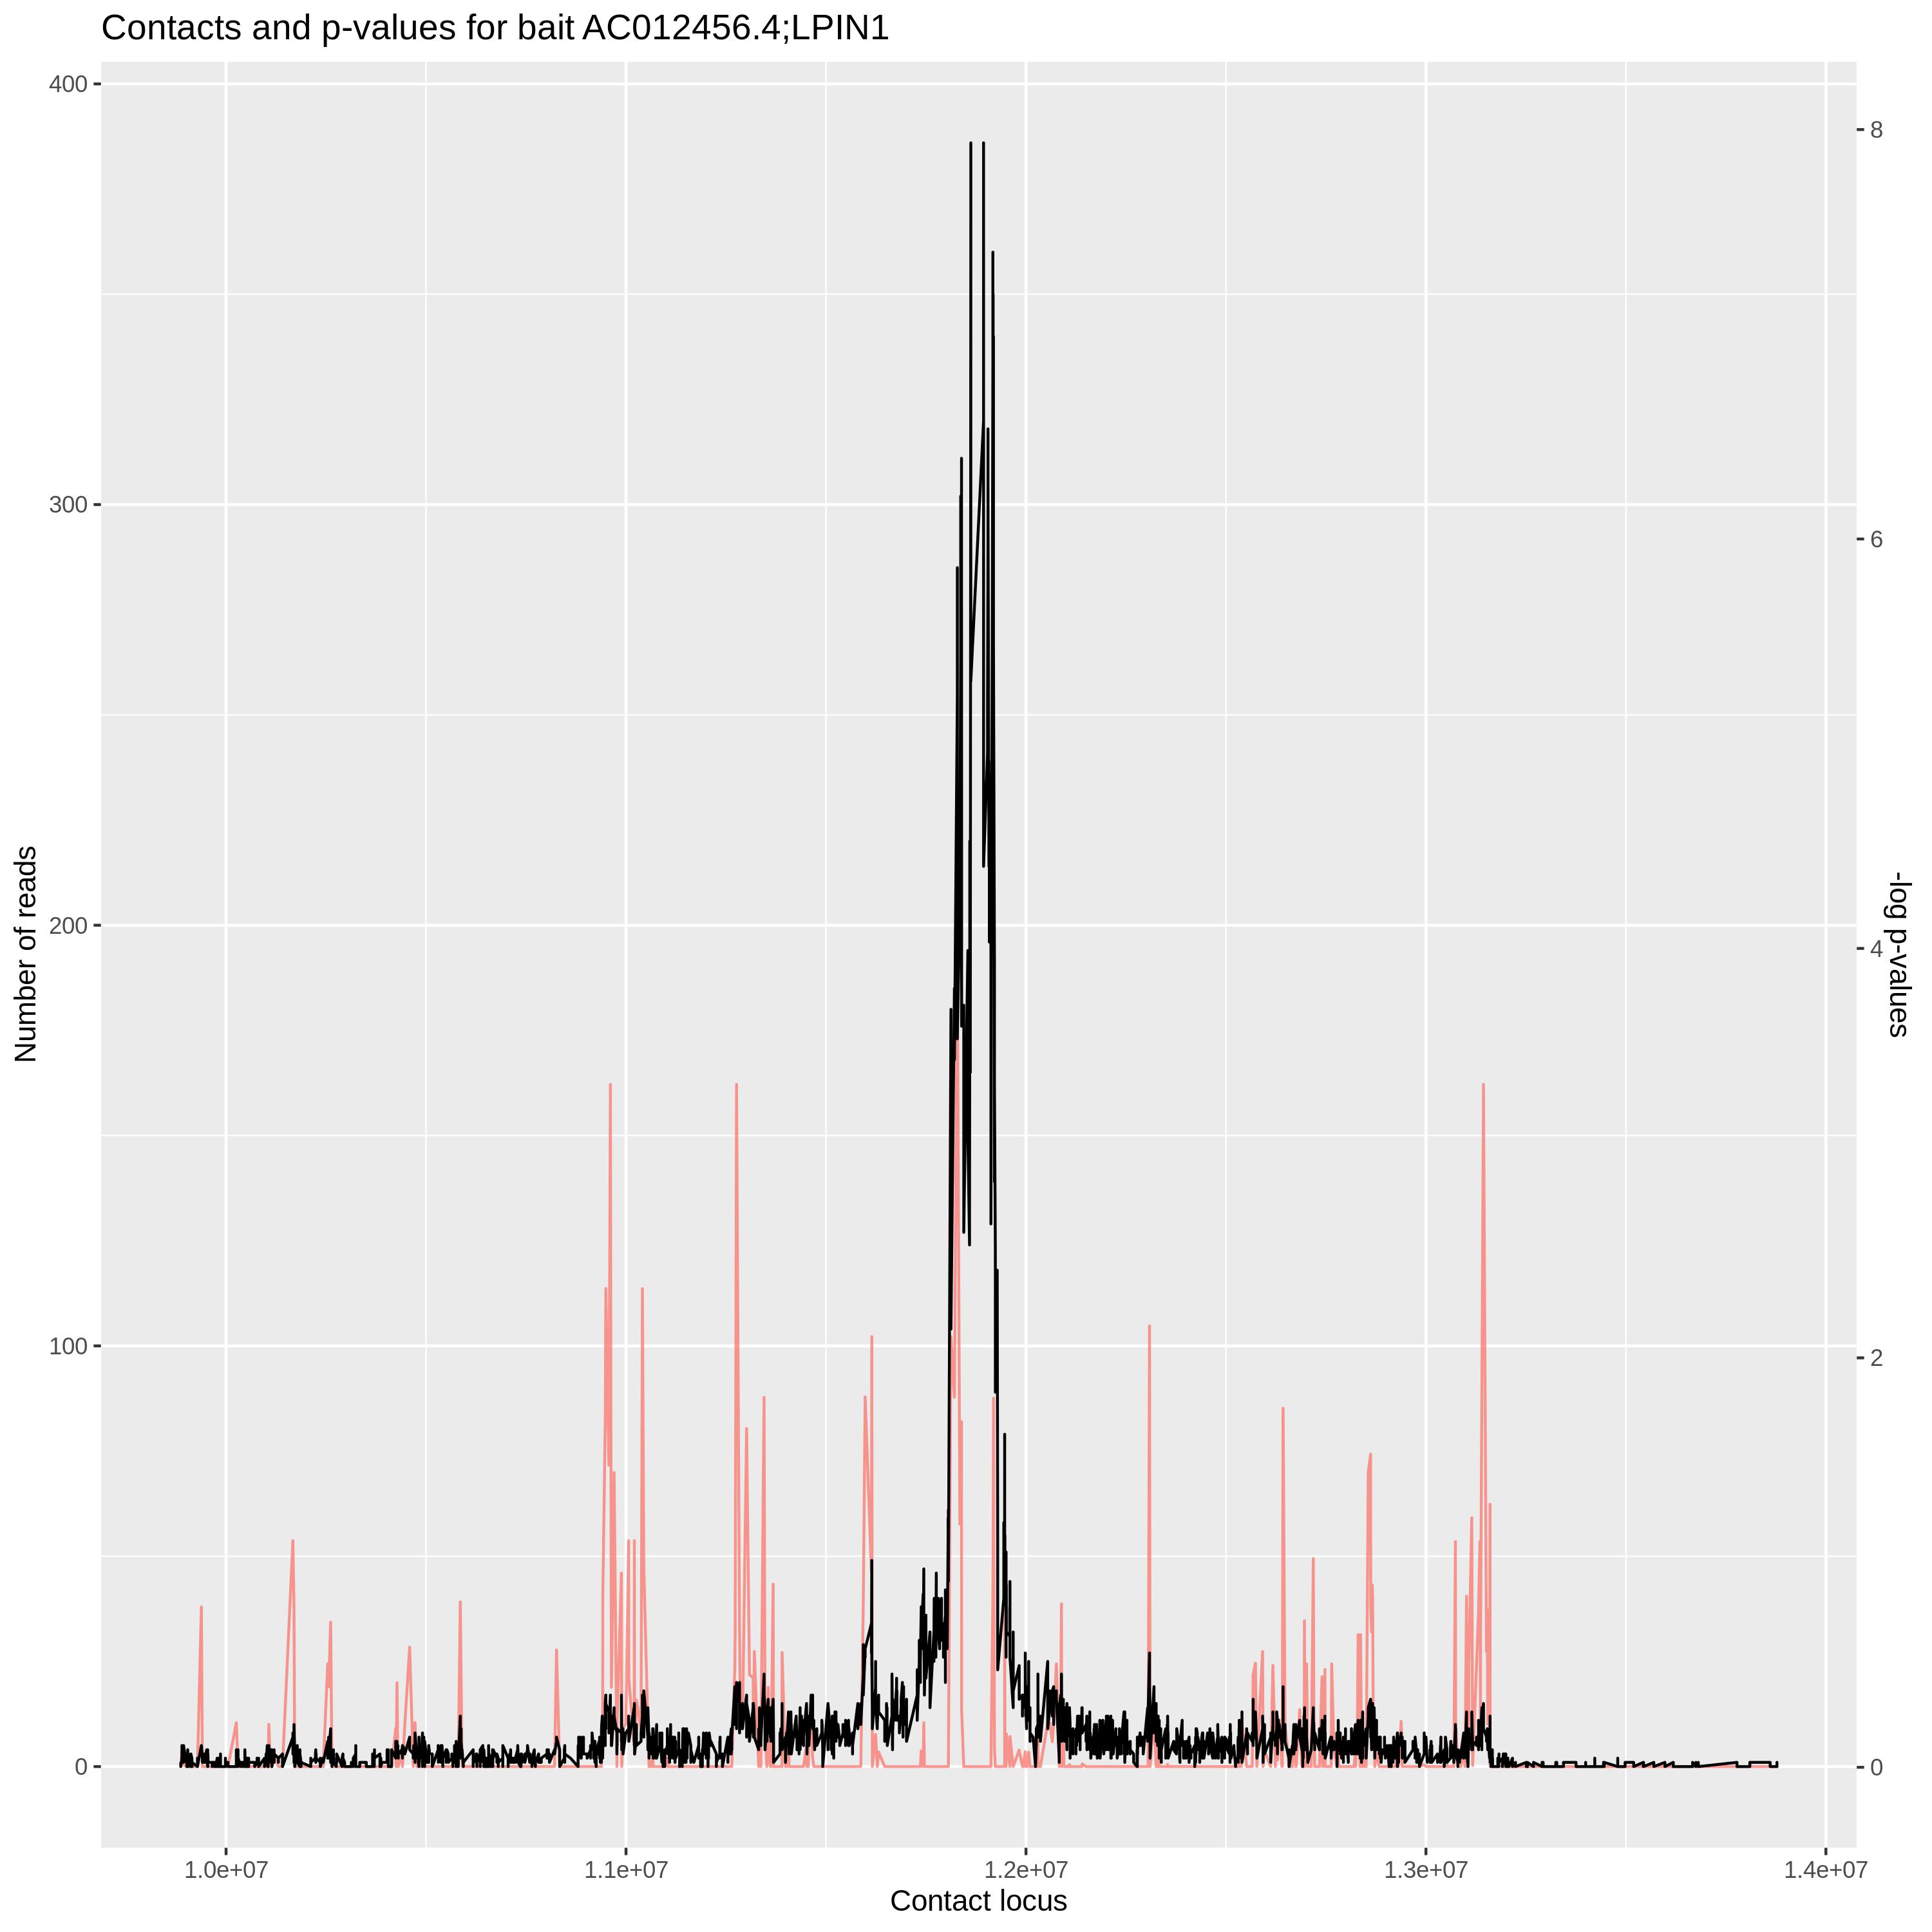 Contacts and p-values for bait AC012456.4;LPIN1
400
300
200
100
0
Number of reads
8
6
4
2
0
-log p-values
1.0e+07
1.1e+07
1.2e+07
1.3e+07
1.4e+07
Contact locus